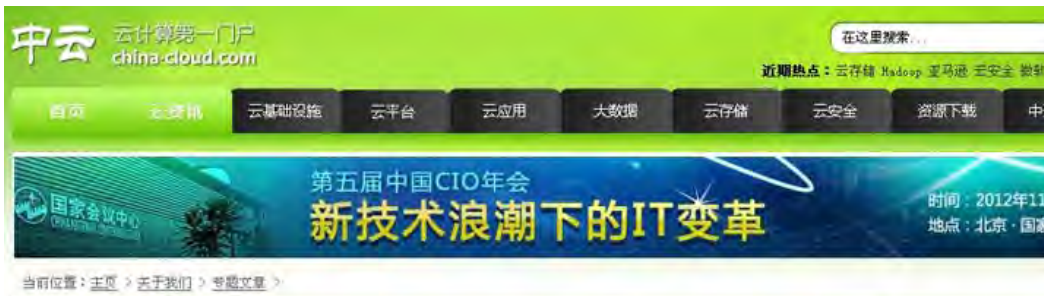 中云 云计算第一门户
china-cloud.com
在这里搜索...
近期热点：云存储 Hadoop 亚马逊 云安全 微软
首页 云资讯 云基础设施 云平台 云应用 大数据 云存储 云安全 资源下载 中
第五届中国CIO年会
新技术浪潮下的IT变革
国家会议中心
时间：2012年11
地点：北京·国家
当前位置：主页 > 关于我们 > 专题文章 >